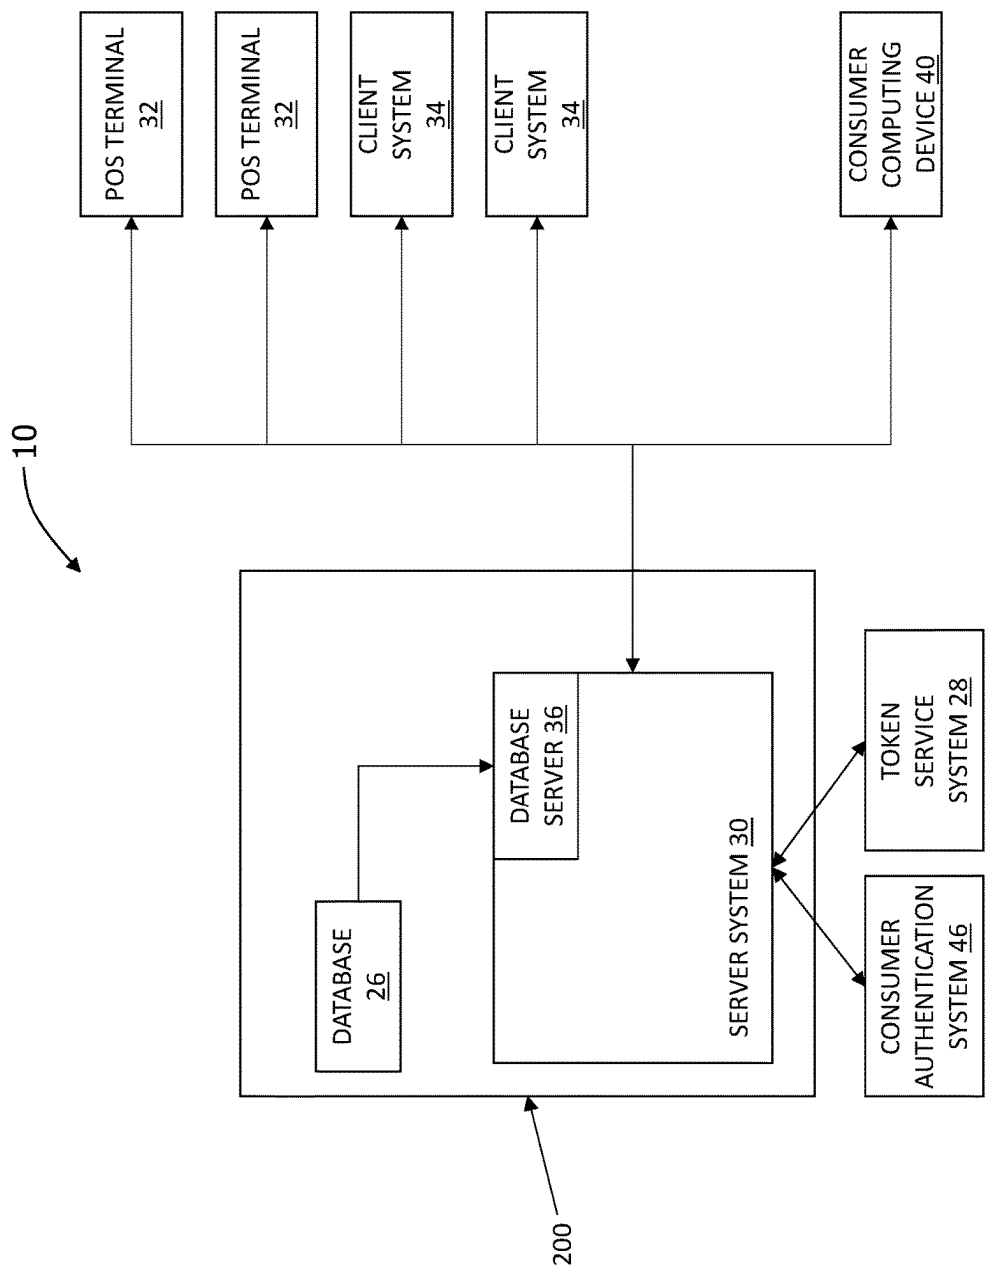 10
POS TERMINAL
32
POS TERMINAL
32
CLIENT
SYSTEM
34
CLIENT
SYSTEM
34
CONSUMER
COMPUTING
DEVICE 40
DATABASE
26
DATABASE
SERVER 36
SERVER SYSTEM 30
200
CONSUMER
AUTHENTICATION
SYSTEM 46
TOKEN
SERVICE
SYSTEM 28